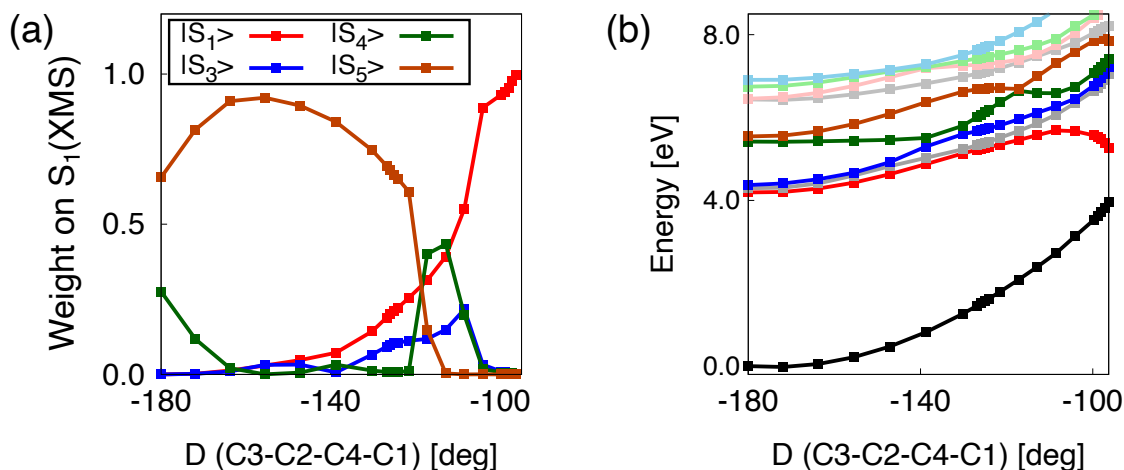 (a)
|S₁> |S₄>
|S₃> |S₅>
Weight on S₁(XMS)
1.0
0.5
0.0
-180 -140 -100
D (C3-C2-C4-C1) [deg]
(b)
Energy [eV]
8.0
4.0
0.0
-180 -140 -100
D (C3-C2-C4-C1) [deg]